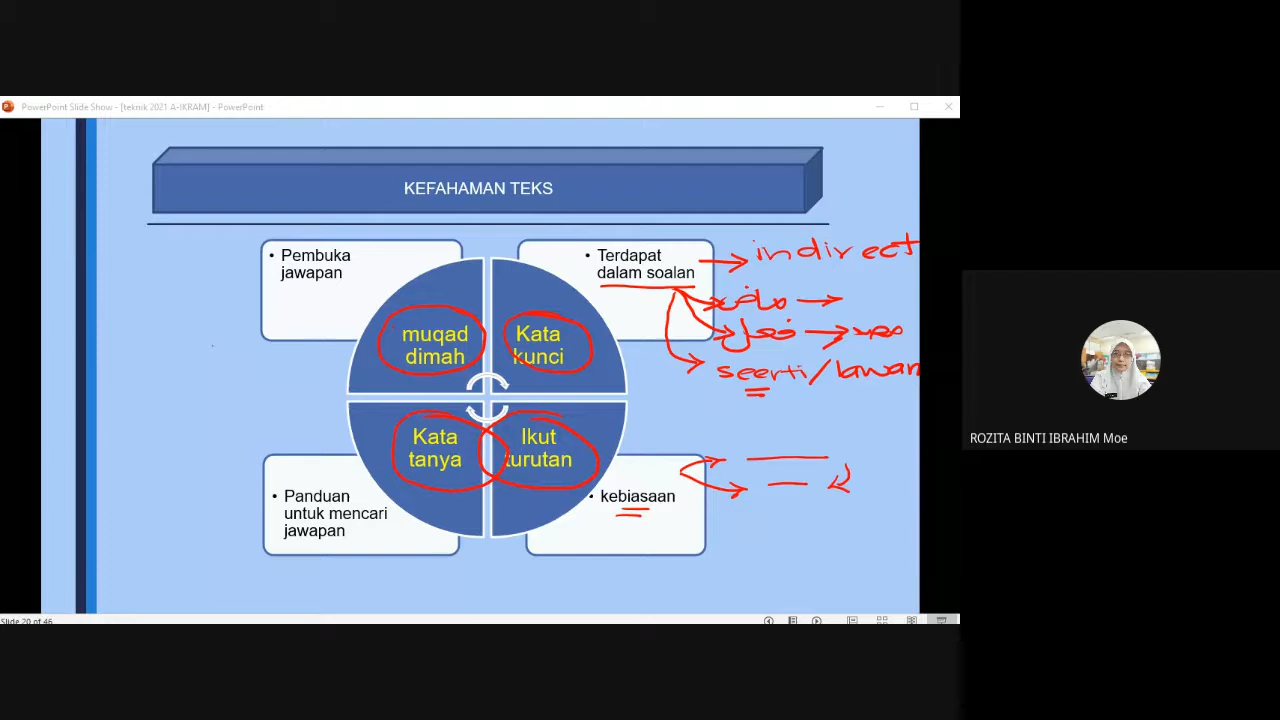 PowerPoint Slide Show - [teknik 2021 A-IKRAM] - PowerPoint
KEFAHAMAN TEKS
• Pembuka
jawapan
• Terdapat
dalam soalan
indirect
muqad
dimah
Kata
kunci
ماض
فعل
seerti/lawan
Kata
tanya
Ikut
turutan
• Panduan
untuk mencari
jawapan
• kebiasaan
ROZITA BINTI IBRAHIM Moe
Slide 20 of 46